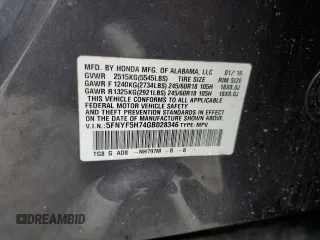 MFD. BY HONDA MFG. OF ALABAMA, LLC 01/16
GVWR 2515KG(5545LBS) TIRE SIZE RIM SIZE
GAWR F 1240KG(2734LBS) 245/60R18 105H 18X8.0J
GAWR R 1325KG(2921LBS) 245/60R18 105H 18X8.0J
THIS VEHICLE CONFORMS TO ALL APPLICABLE
FEDERAL MOTOR VEHICLE SAFETY AND
THEFT PREVENTION STANDARDS IN EFFECT ON
THE DATE OF MANUFACTURE SHOWN ABOVE.
V.I.N.:5FNYF5H74GB028346 TYPE: MPV
TG8 G AD8 --NH797M --B --B